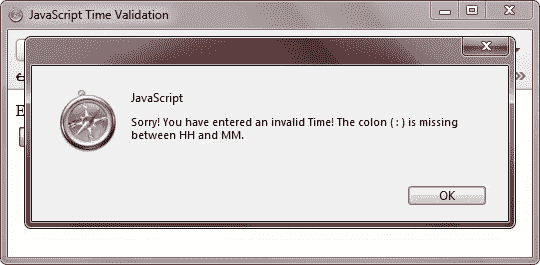 JavaScript Time Validation
JavaScript
Sorry! You have entered an invalid Time! The colon ( : ) is missing
between HH and MM.
OK